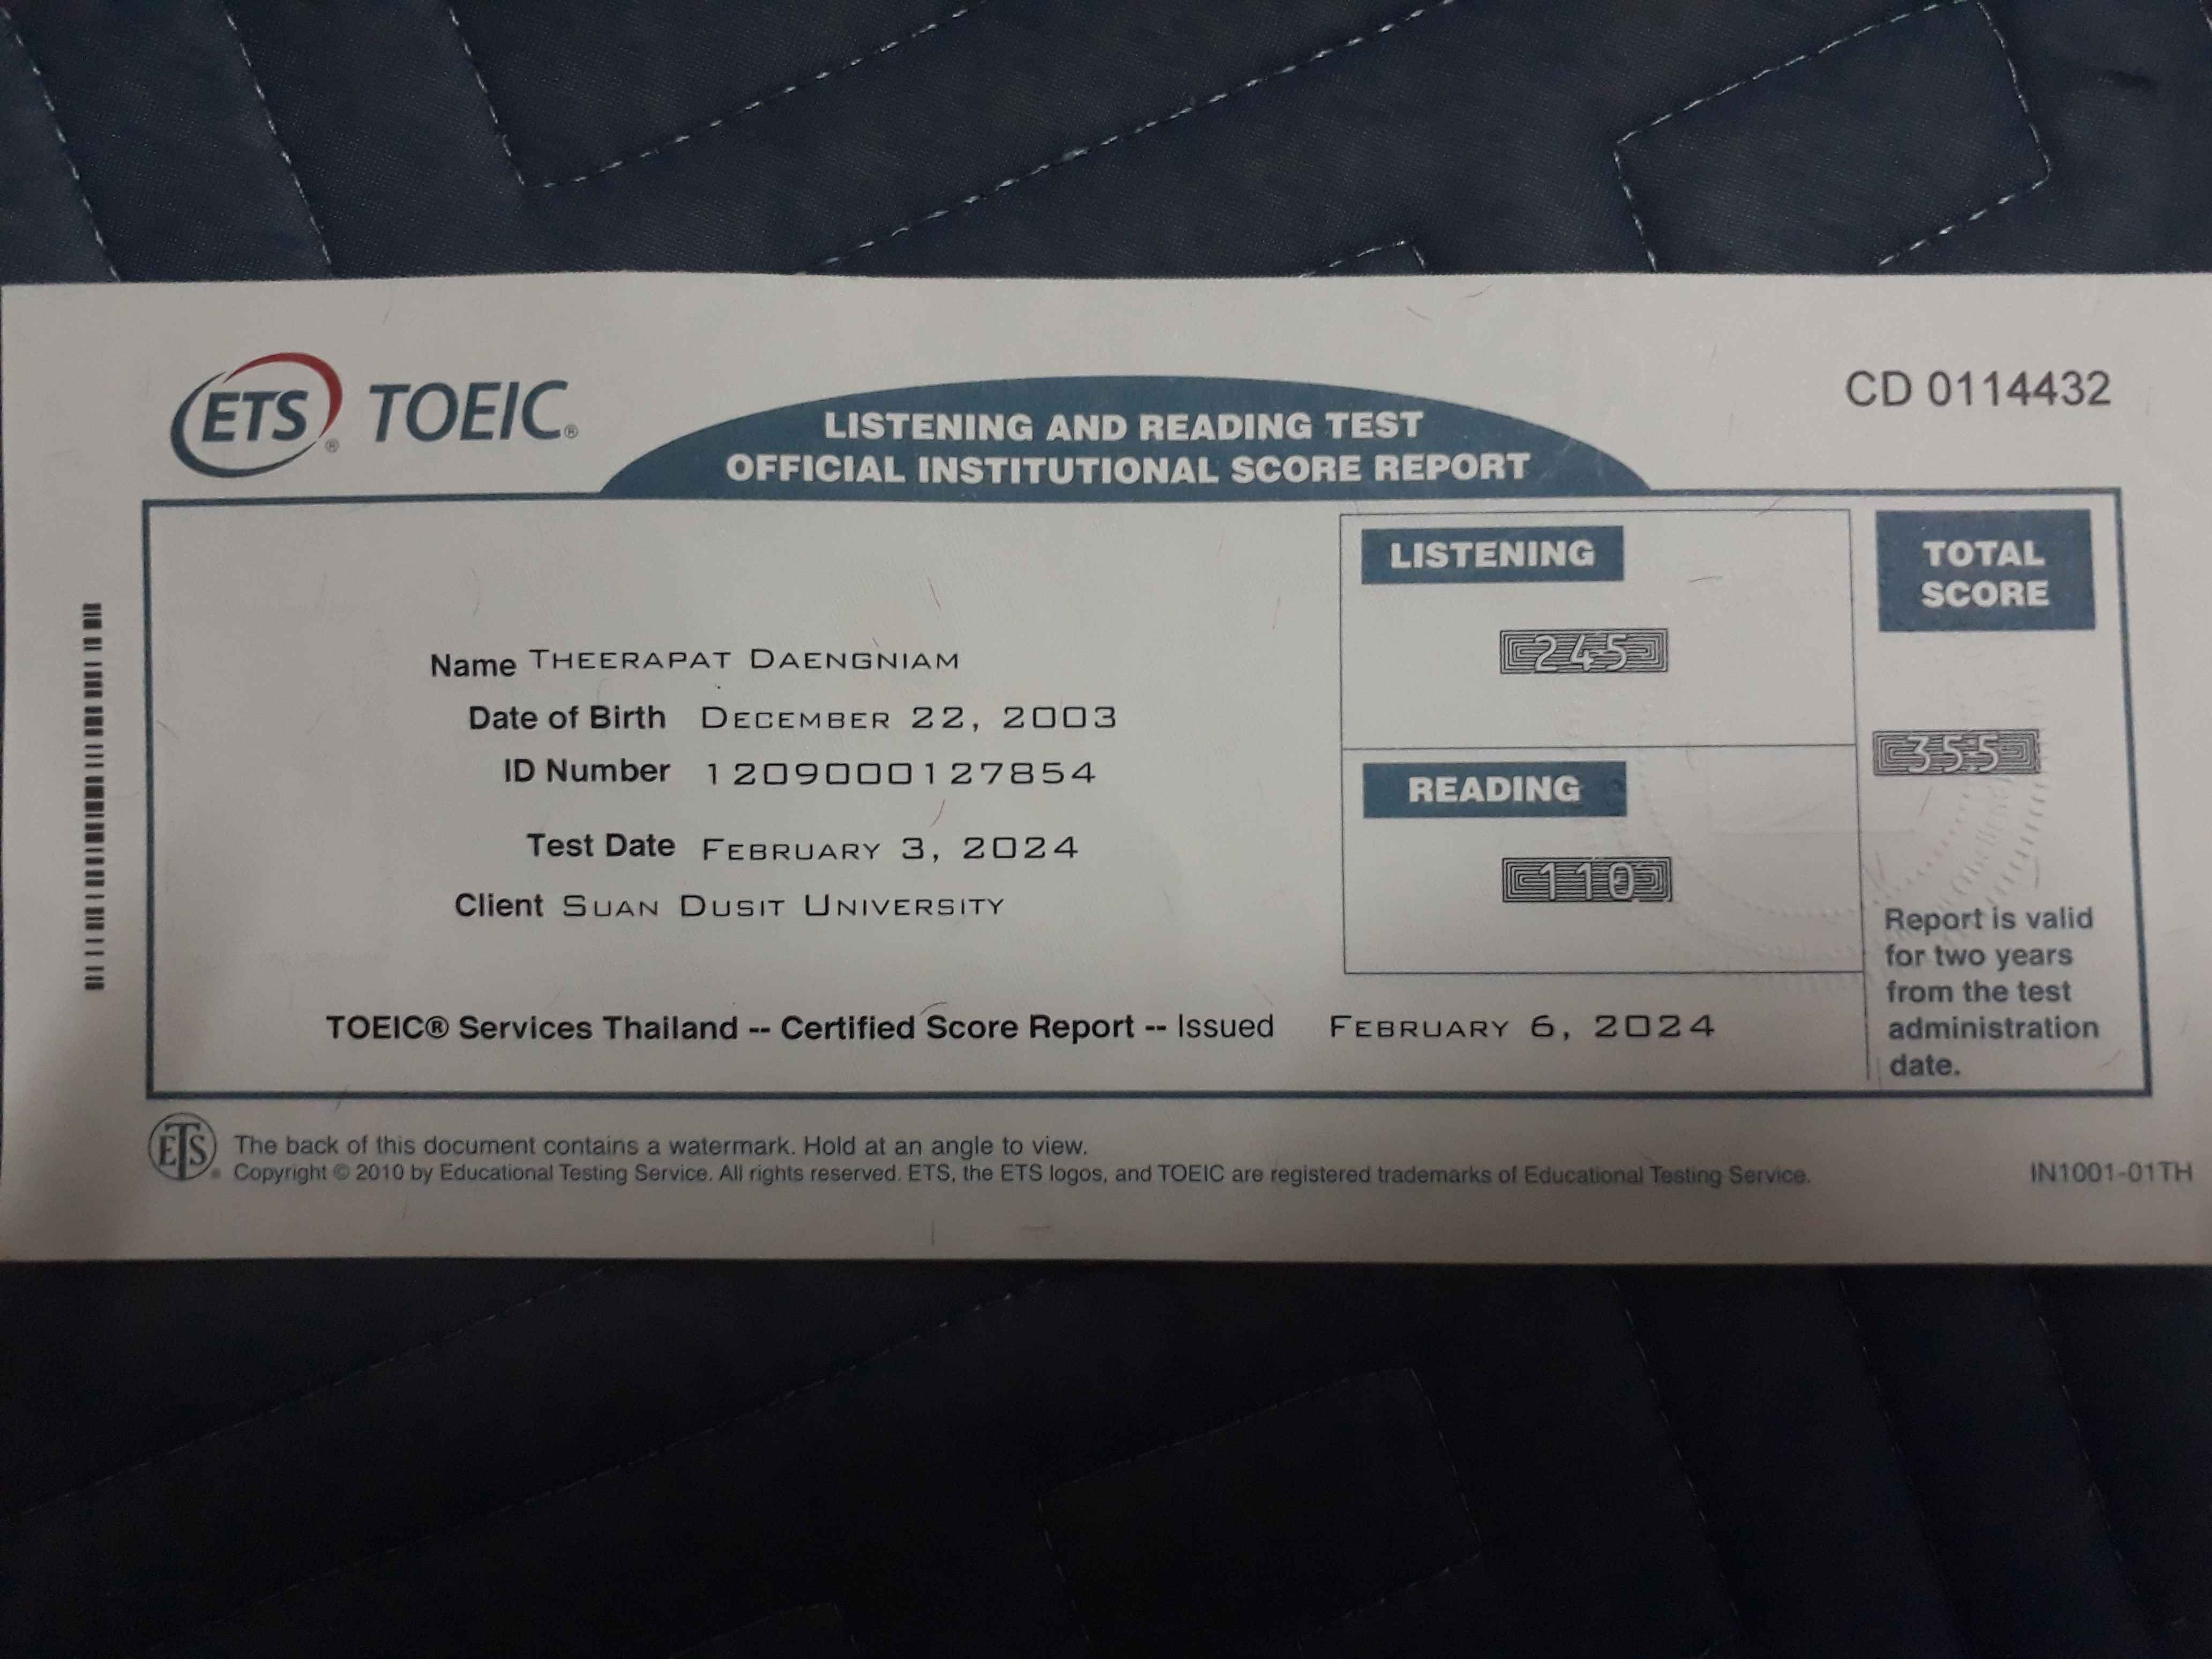 ETS® TOEIC®
CD 0114432
LISTENING AND READING TEST
OFFICIAL INSTITUTIONAL SCORE REPORT
Name THEERAPAT DAENGNIAM
Date of Birth DECEMBER 22, 2003
ID Number 1209000127854
Test Date FEBRUARY 3, 2024
Client SUAN DUSIT UNIVERSITY
LISTENING
245
READING
110
TOTAL
SCORE
355
Report is valid
for two years
from the test
administration
date.
TOEIC® Services Thailand -- Certified Score Report -- Issued FEBRUARY 6, 2024
ETS®
The back of this document contains a watermark. Hold at an angle to view.
Copyright © 2010 by Educational Testing Service. All rights reserved. ETS, the ETS logos, and TOEIC are registered trademarks of Educational Testing Service.
IN1001-01TH